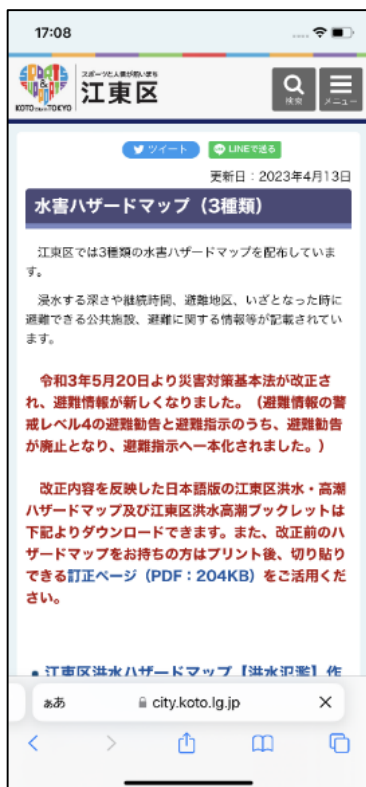 17:08
スポーツと人情が熱いまち
江東区
KOTO City in TOKYO
検索
メニュー
ツイート
LINEで送る
更新日：2023年4月13日
水害ハザードマップ（3種類）
江東区では3種類の水害ハザードマップを配布していま
す。
浸水する深さや継続時間、避難地区、いざとなった時に
避難できる公共施設、避難に関する情報等が記載されてい
ます。
令和3年5月20日より災害対策基本法が改正さ
れ、避難情報が新しくなりました。（避難情報の警
戒レベル4の避難勧告と避難指示のうち、避難勧告
が廃止となり、避難指示へ一本化されました。）
改正内容を反映した日本語版の江東区洪水・高潮
ハザードマップ及び江東区洪水高潮ブックレットは
下記よりダウンロードできます。また、改正前のハ
ザードマップをお持ちの方はプリント後、切り貼り
できる訂正ページ（PDF：204KB）をご活用くだ
さい。
• 江東区洪水ハザードマップ【洪水氾濫】作
ぁあ
city.koto.lg.jp